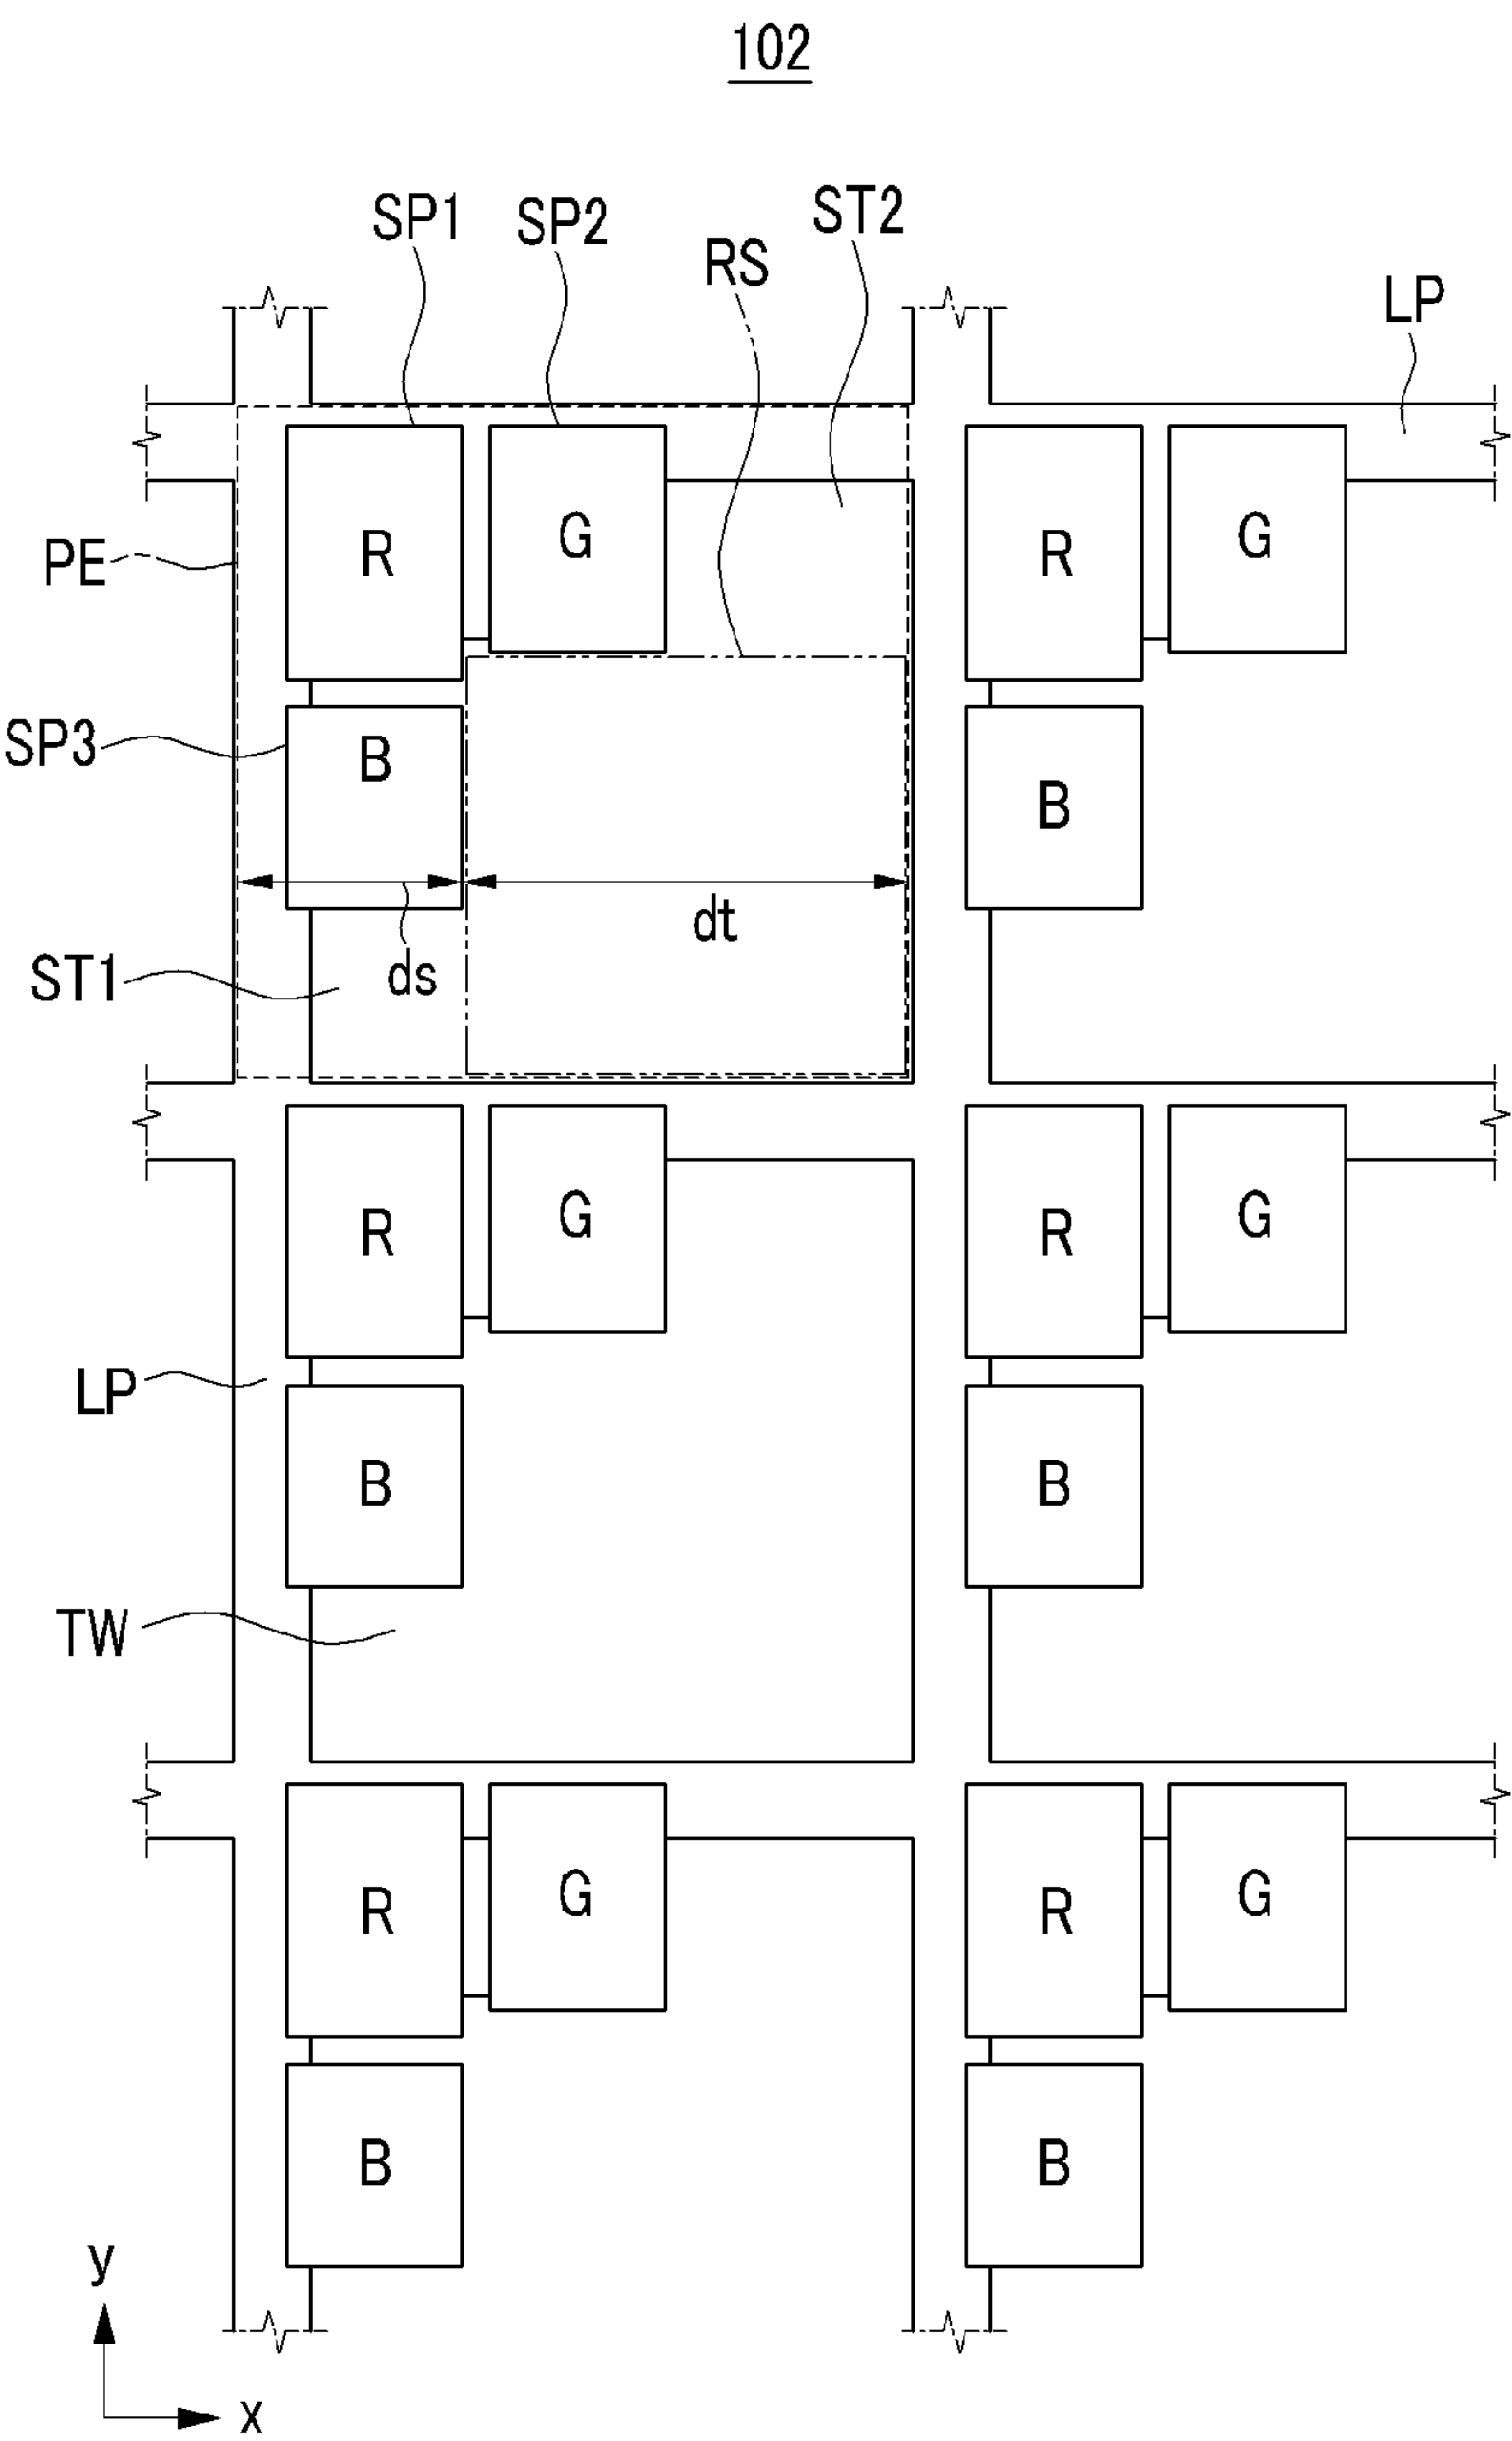 102
SP1 SP2 ST2
RS LP
R G R G
PE
SP3 B B
dt
ST1 ds
R G R G
LP
B B
TW
R G R G
B B
y
x